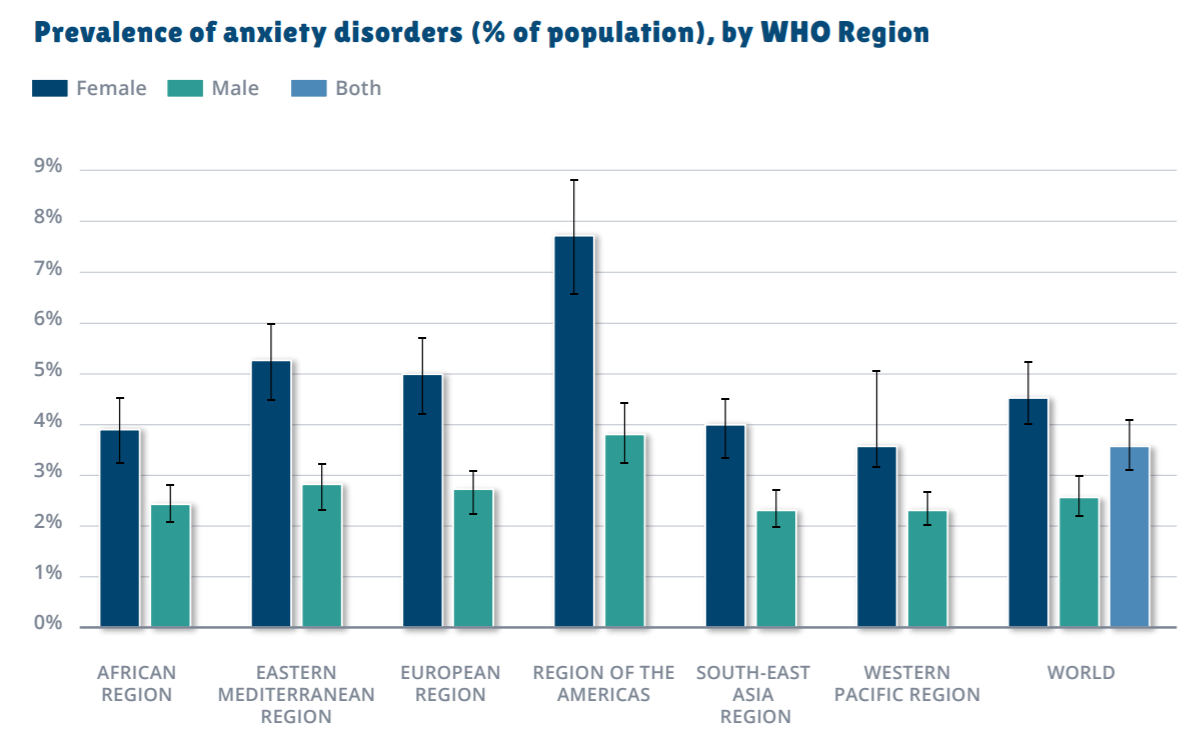 Prevalence of anxiety disorders (% of population), by WHO Region
Female Male Both
9%
8%
7%
6%
5%
4%
3%
2%
1%
0%
AFRICAN
REGION
EASTERN
MEDITERRANEAN
REGION
EUROPEAN
REGION
REGION OF THE
AMERICAS
SOUTH-EAST
ASIA
REGION
WESTERN
PACIFIC REGION
WORLD